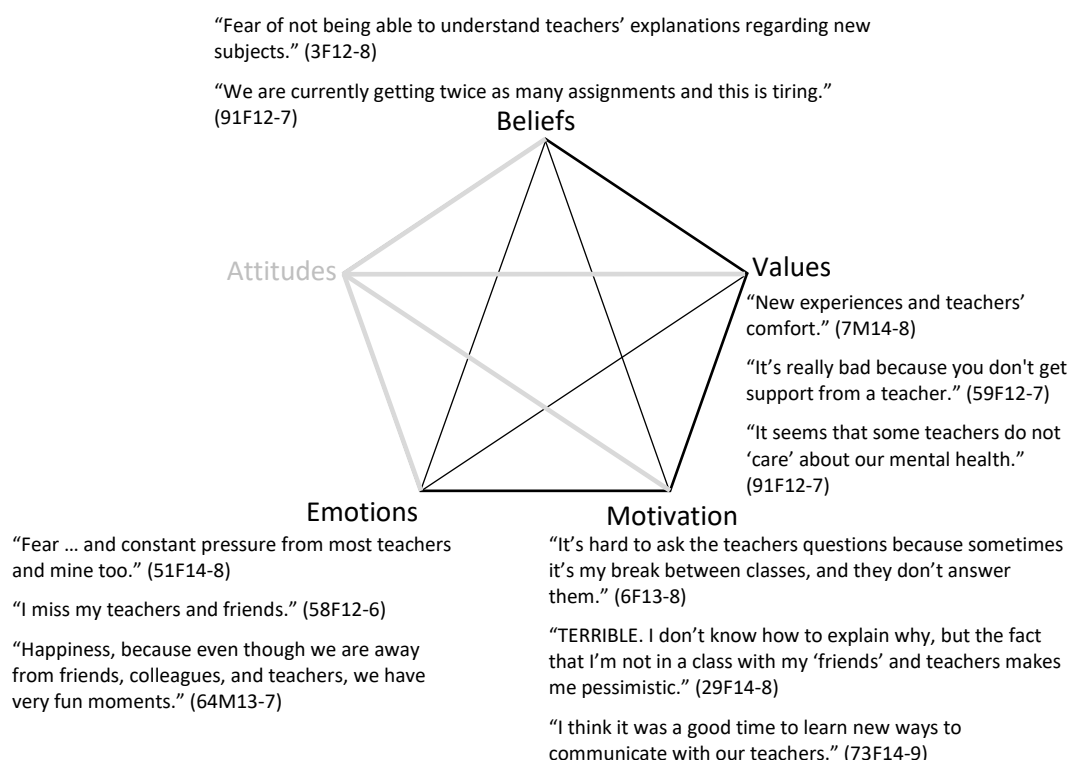 “Fear of not being able to understand teachers’ explanations regarding new
subjects.” (3F12-8)
“We are currently getting twice as many assignments and this is tiring.”
(91F12-7)
Beliefs
Attitudes
Values
“New experiences and teachers’
comfort.” (7M14-8)
“It’s really bad because you don't get
support from a teacher.” (59F12-7)
“It seems that some teachers do not
‘care’ about our mental health.”
(91F12-7)
Emotions
“Fear … and constant pressure from most teachers
and mine too.” (51F14-8)
“I miss my teachers and friends.” (58F12-6)
“Happiness, because even though we are away
from friends, colleagues, and teachers, we have
very fun moments.” (64M13-7)
Motivation
“It’s hard to ask the teachers questions because sometimes
it’s my break between classes, and they don’t answer
them.” (6F13-8)
“TERRIBLE. I don’t know how to explain why, but the fact
that I’m not in a class with my ‘friends’ and teachers makes
me pessimistic.” (29F14-8)
“I think it was a good time to learn new ways to
communicate with our teachers.” (73F14-9)